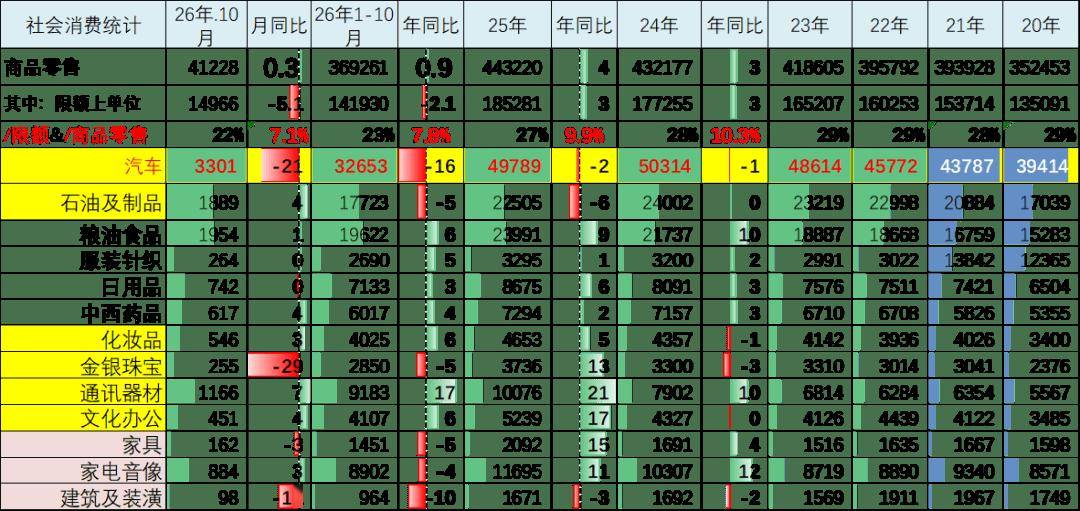 社会消费统计 26年.10月 月同比 26年1-10月 年同比 25年 年同比 24年 年同比 23年 22年 21年 20年
商品零售 41228 0.3 369261 0.9 443220 4 432177 3 418605 395792 393928 352453
其中：限额上单位 14966 -5.1 141930 -2.1 185281 3 177255 3 165207 160253 153714 135091
/限额&/商品零售 22% 7.1% 23% 7.8% 27% 9.9% 28% 10.3% 29% 29% 28% 29%
汽车 3301 -21 32653 -16 49789 -2 50314 -1 48614 45772 43787 39414
石油及制品 1889 4 17723 -5 22505 -6 24002 0 23219 22998 20884 17039
粮油食品 1954 1 19622 6 23991 9 21737 10 18887 18668 16759 15283
服装针织 264 0 2690 5 3295 1 3200 2 2991 3022 13842 12365
日用品 742 0 7133 3 8675 6 8091 3 7576 7511 7421 6504
中西药品 617 4 6017 4 7294 2 7157 3 6710 6708 5826 5355
化妆品 546 3 4025 6 4653 5 4357 -1 4142 3936 4026 3400
金银珠宝 255 -29 2850 -5 3736 13 3300 -3 3310 3014 3041 2376
通讯器材 1166 7 9183 17 10076 21 7902 10 6814 6284 6354 5567
文化办公 451 4 4107 6 5239 17 4327 0 4126 4439 4122 3485
家具 162 -3 1451 -5 2092 15 1691 4 1516 1635 1667 1598
家电音像 884 3 8902 -4 11695 11 10307 12 8719 8890 9340 8571
建筑及装潢 98 964 -10 1671 -3 1692 -2 1569 1911 1967 1749